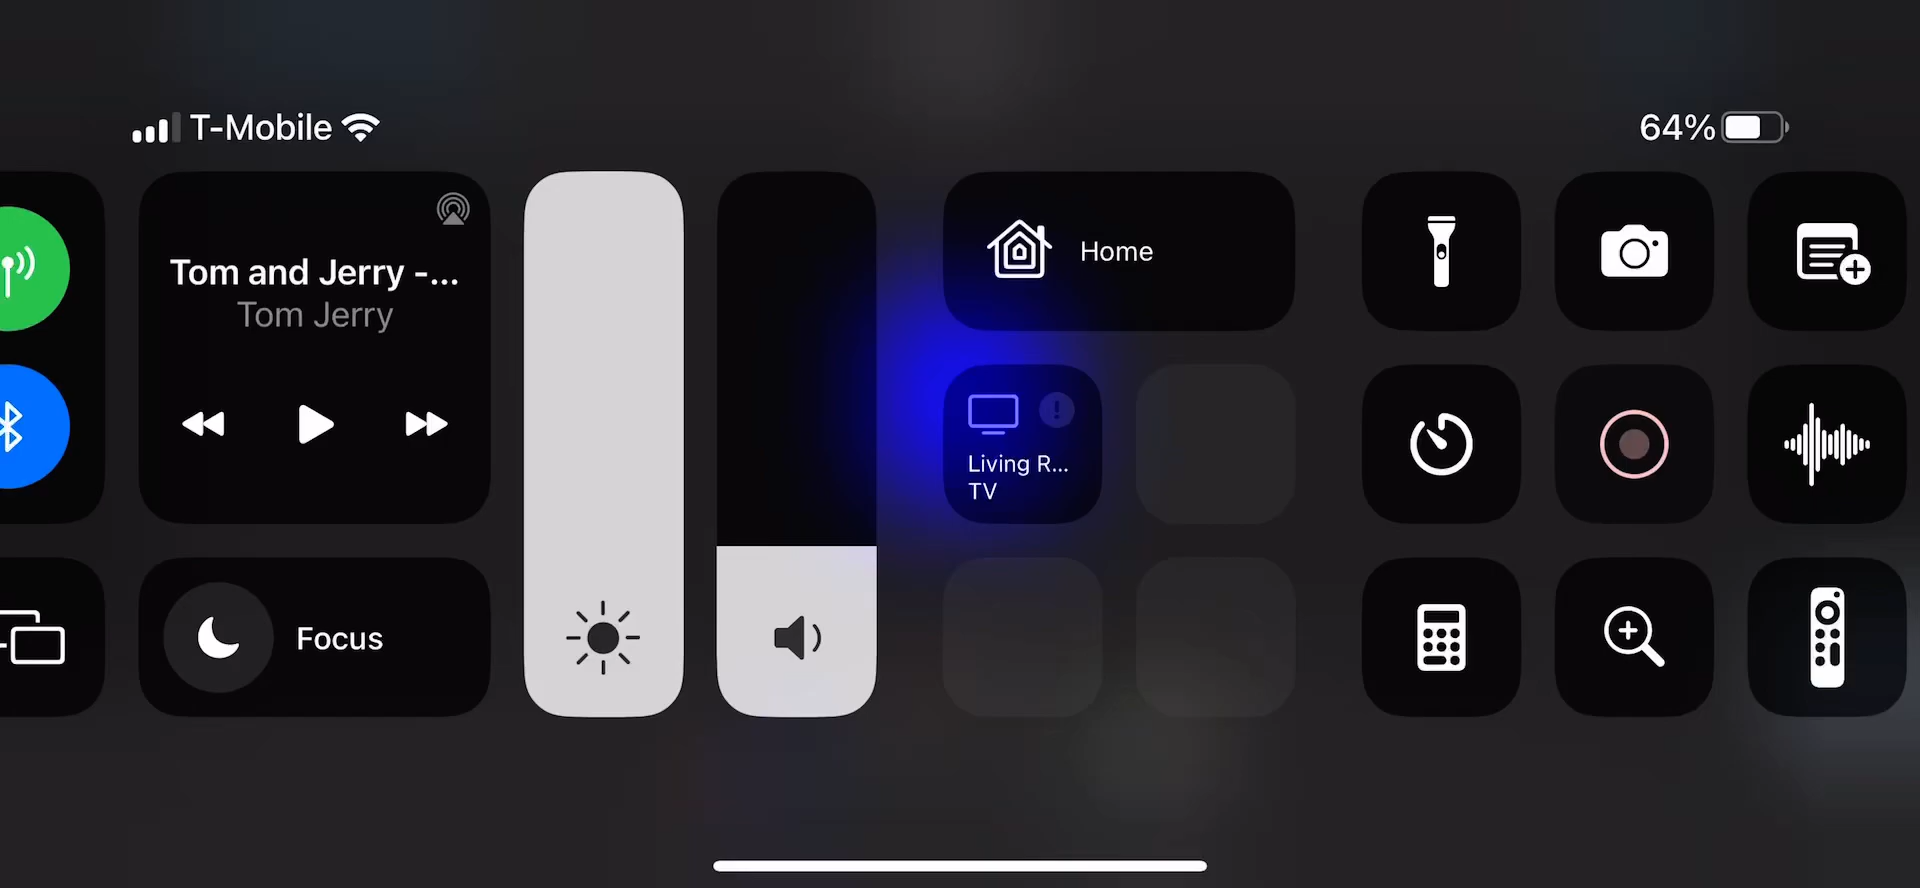 T-Mobile
64%
Tom and Jerry -...
Tom Jerry
Home
Living R...
TV
Focus